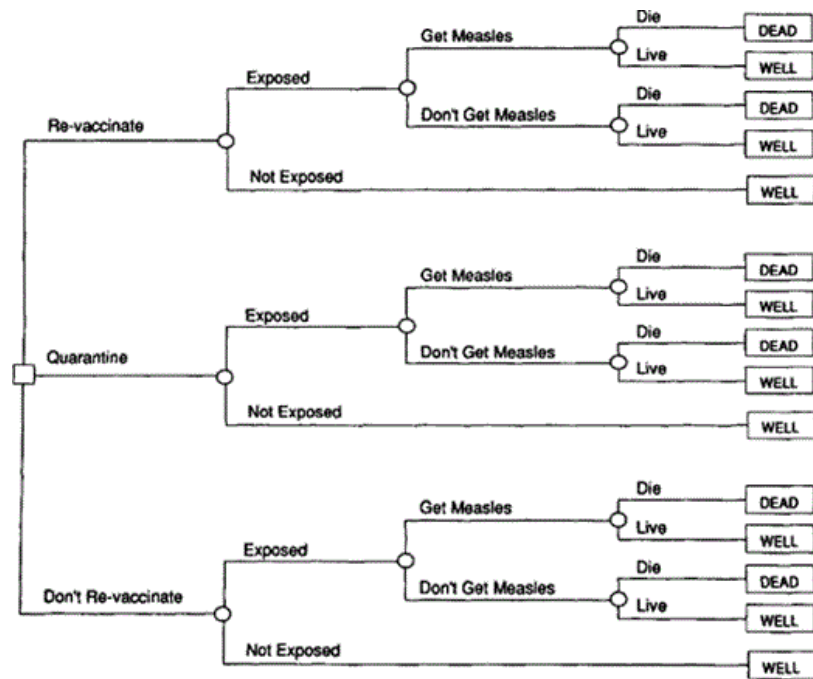 Die
DEAD
Get Measles
Live
WELL
Exposed
Die
DEAD
Don't Get Measles
Live
WELL
Re-vaccinate
Not Exposed
WELL
Die
DEAD
Get Measles
Live
WELL
Exposed
Die
DEAD
Don't Get Measles
Live
WELL
Quarantine
Not Exposed
WELL
Die
DEAD
Get Measles
Live
WELL
Exposed
Die
DEAD
Don't Get Measles
Live
WELL
Don't Re-vaccinate
Not Exposed
WELL